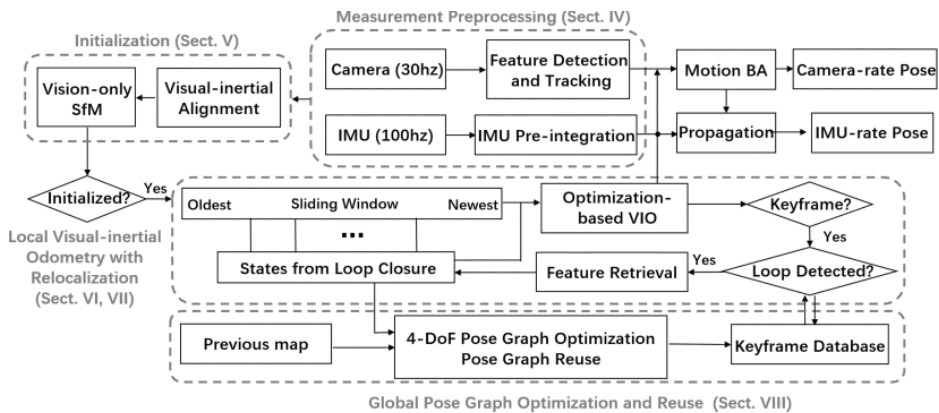 Measurement Preprocessing (Sect. IV)
Initialization (Sect. V)
Vision-only
SfM
Visual-inertial
Alignment
Camera (30hz)
Feature Detection
and Tracking
Motion BA
Camera-rate Pose
IMU (100hz)
IMU Pre-integration
Propagation
IMU-rate Pose
Initialized?
Yes
Oldest
Sliding Window
Newest
...
States from Loop Closure
Optimization-
based VIO
Keyframe?
Yes
Loop Detected?
Yes
Feature Retrieval
Local Visual-inertial
Odometry with
Relocalization
(Sect. VI, VII)
Previous map
4-DoF Pose Graph Optimization
Pose Graph Reuse
Keyframe Database
Global Pose Graph Optimization and Reuse (Sect. VIII)